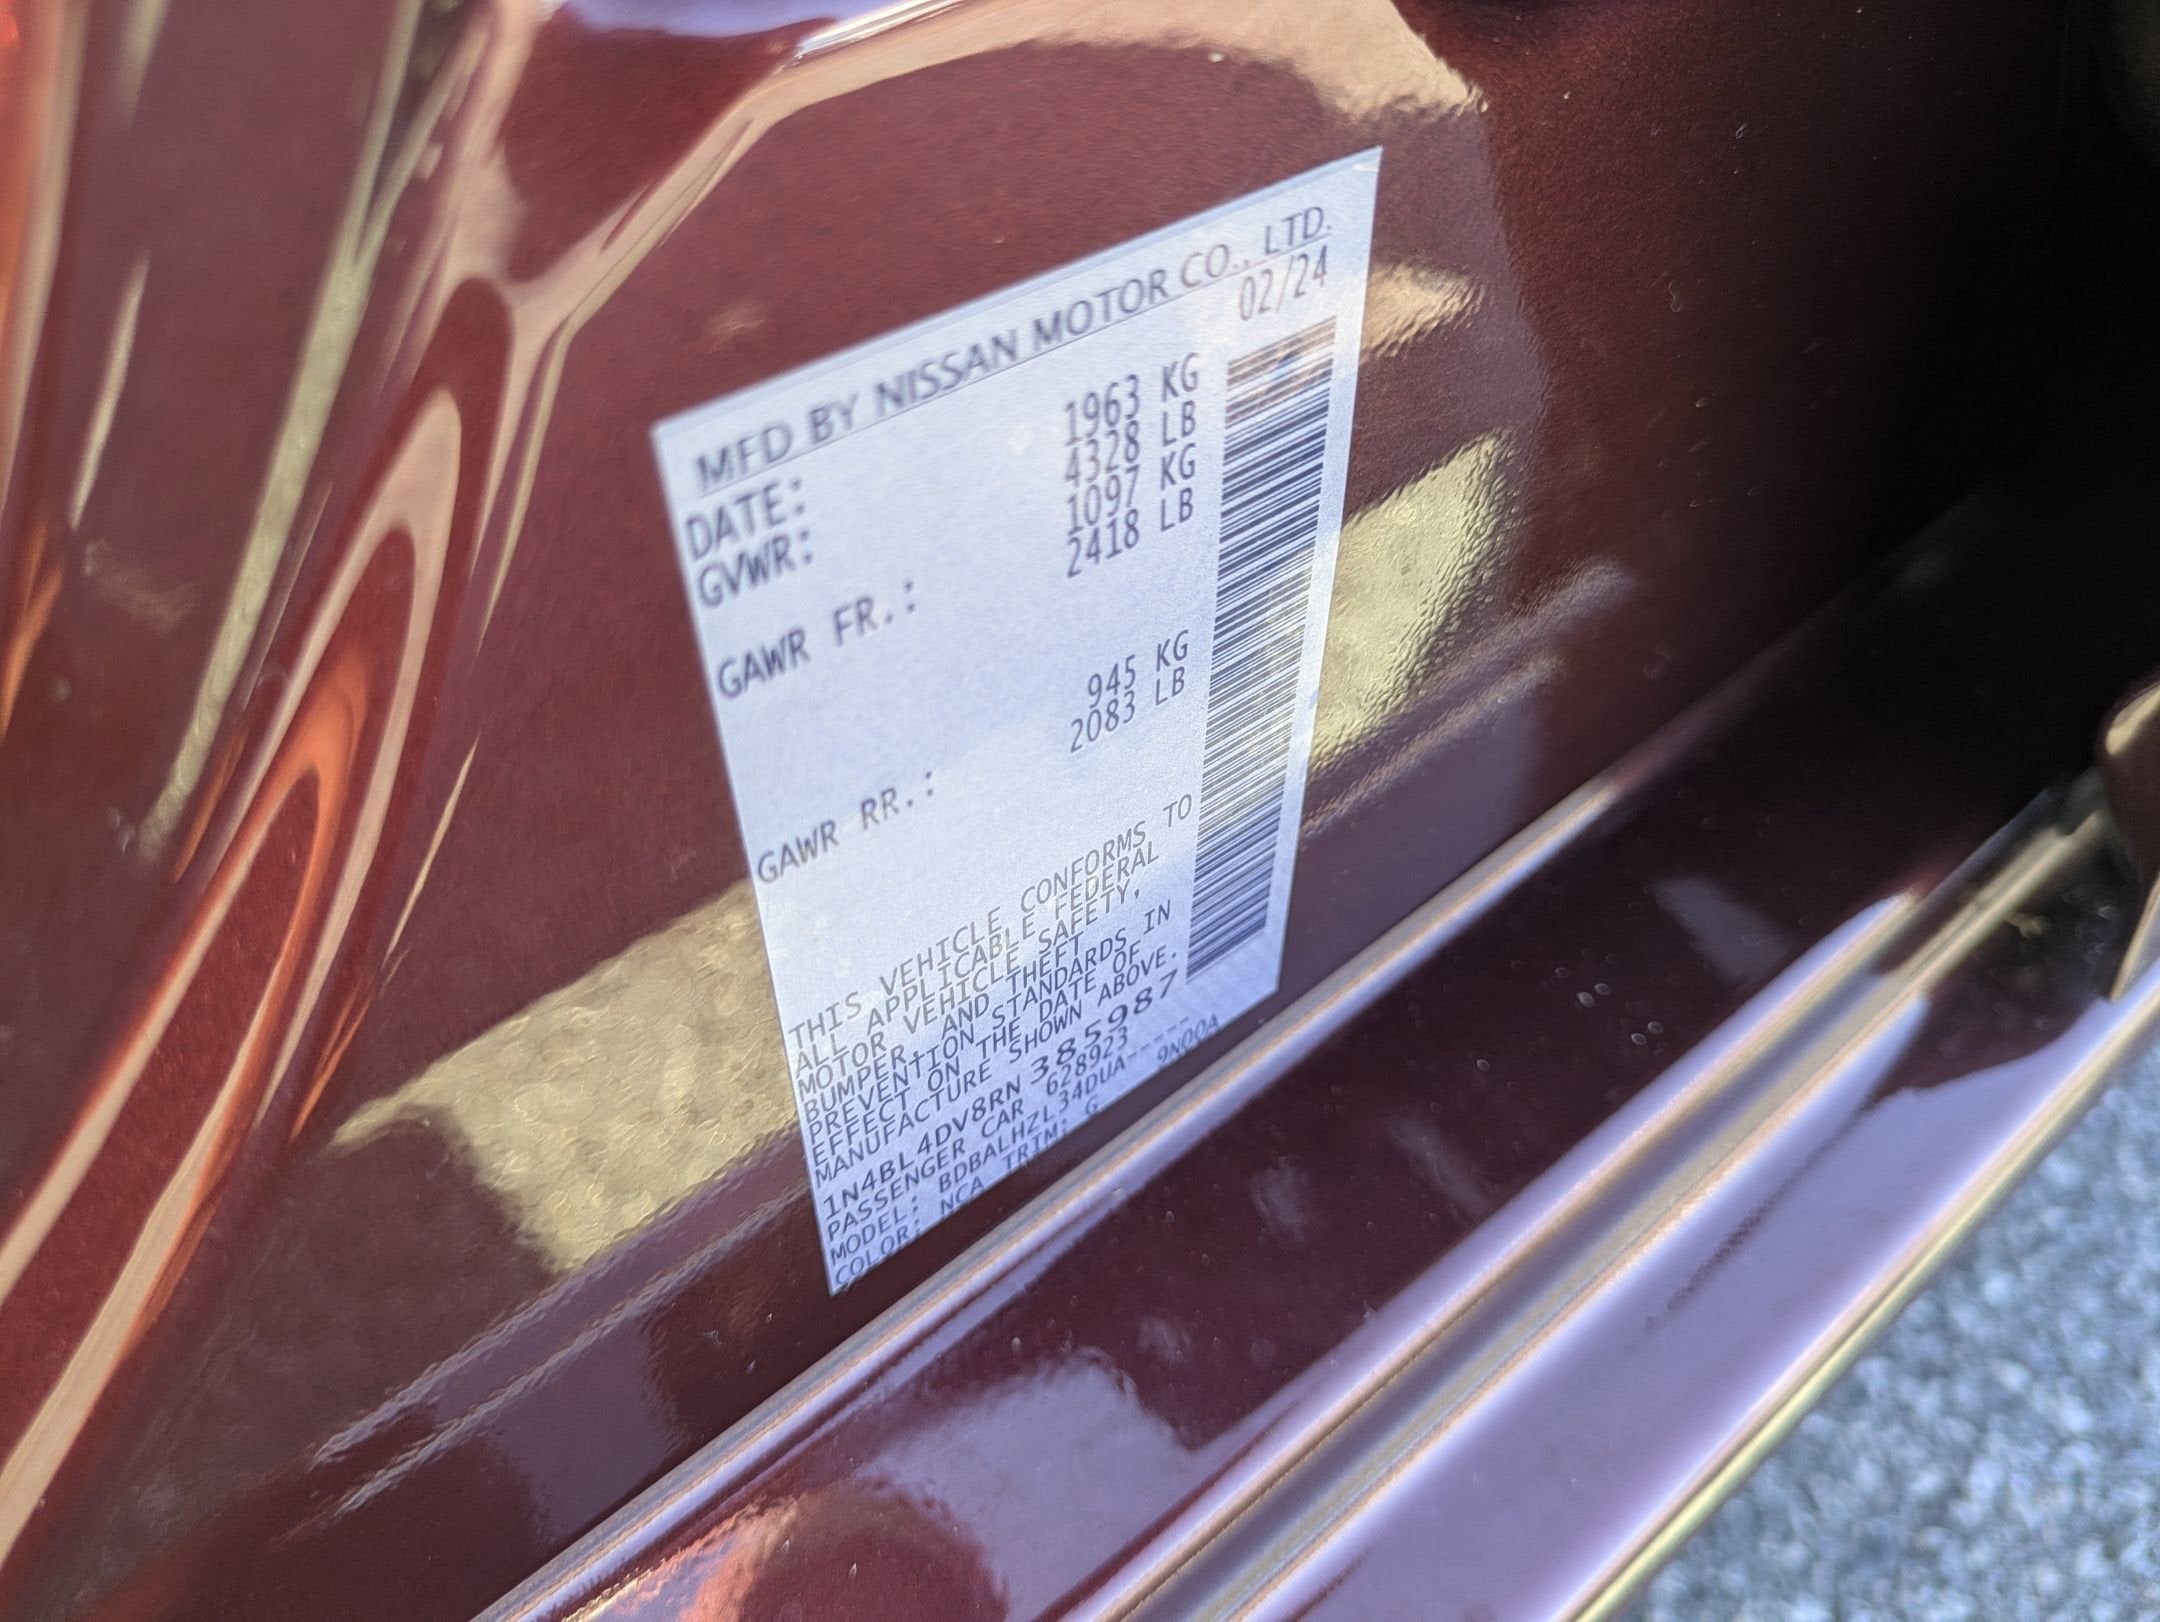 MFD BY NISSAN MOTOR CO., LTD.
DATE: 02/24
GVWR: 1963 KG
4328 LB
GAWR FR.: 1097 KG
2418 LB
GAWR RR.: 945 KG
2083 LB
THIS VEHICLE CONFORMS TO
ALL APPLICABLE FEDERAL
MOTOR VEHICLE SAFETY,
BUMPER, AND THEFT
PREVENTION STANDARDS IN
EFFECT ON THE DATE OF
MANUFACTURE SHOWN ABOVE.
1N4BL4DV8RN 385987
PASSENGER CAR 628923
MODEL: BDBALHZL34DUA-----
COLOR: NCA TRIM: G 9N00A